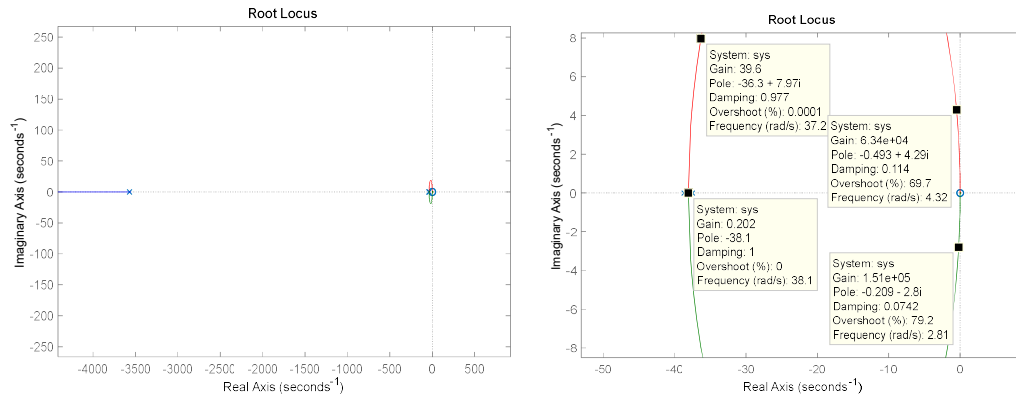 Root Locus
250
200
150
100
50
0
-50
-100
-150
-200
-250
-4000 -3500 -3000 -2500 -2000 -1500 -1000 -500 0 500
Imaginary Axis (seconds-1)
Real Axis (seconds-1)
Root Locus
8
6
4
2
0
-2
-4
-6
-8
-50 -40 -30 -20 -10 0
Imaginary Axis (seconds-1)
Real Axis (seconds-1)
System: sys
Gain: 39.6
Pole: -36.3 + 7.97i
Damping: 0.977
Overshoot (%): 0.0001
Frequency (rad/s): 37.2
System: sys
Gain: 6.34e+04
Pole: -0.493 + 4.29i
Damping: 0.114
Overshoot (%): 69.7
Frequency (rad/s): 4.32
System: sys
Gain: 0.202
Pole: -38.1
Damping: 1
Overshoot (%): 0
Frequency (rad/s): 38.1
System: sys
Gain: 1.51e+05
Pole: -0.209 - 2.8i
Damping: 0.0742
Overshoot (%): 79.2
Frequency (rad/s): 2.81